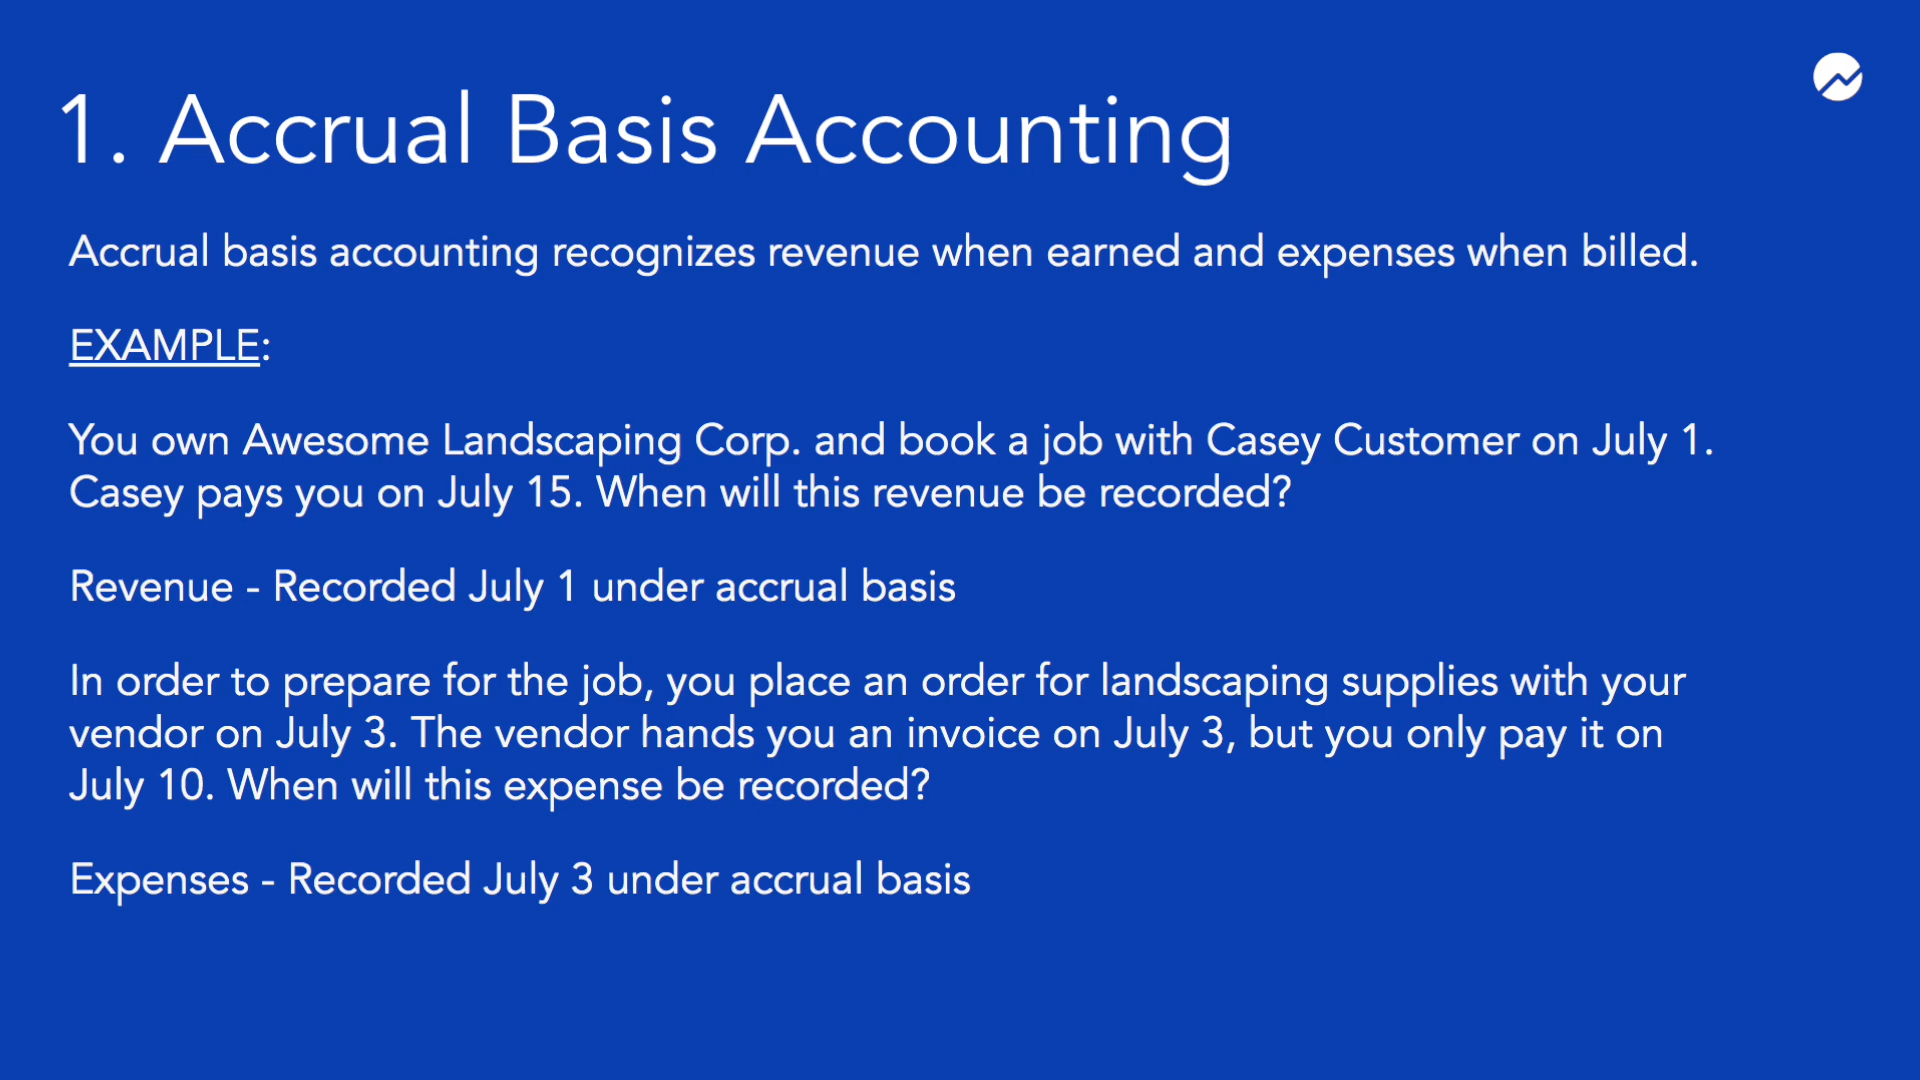 1. Accrual Basis Accounting
Accrual basis accounting recognizes revenue when earned and expenses when billed.
EXAMPLE:
You own Awesome Landscaping Corp. and book a job with Casey Customer on July 1.
Casey pays you on July 15. When will this revenue be recorded?
Revenue - Recorded July 1 under accrual basis
In order to prepare for the job, you place an order for landscaping supplies with your
vendor on July 3. The vendor hands you an invoice on July 3, but you only pay it on
July 10. When will this expense be recorded?
Expenses - Recorded July 3 under accrual basis